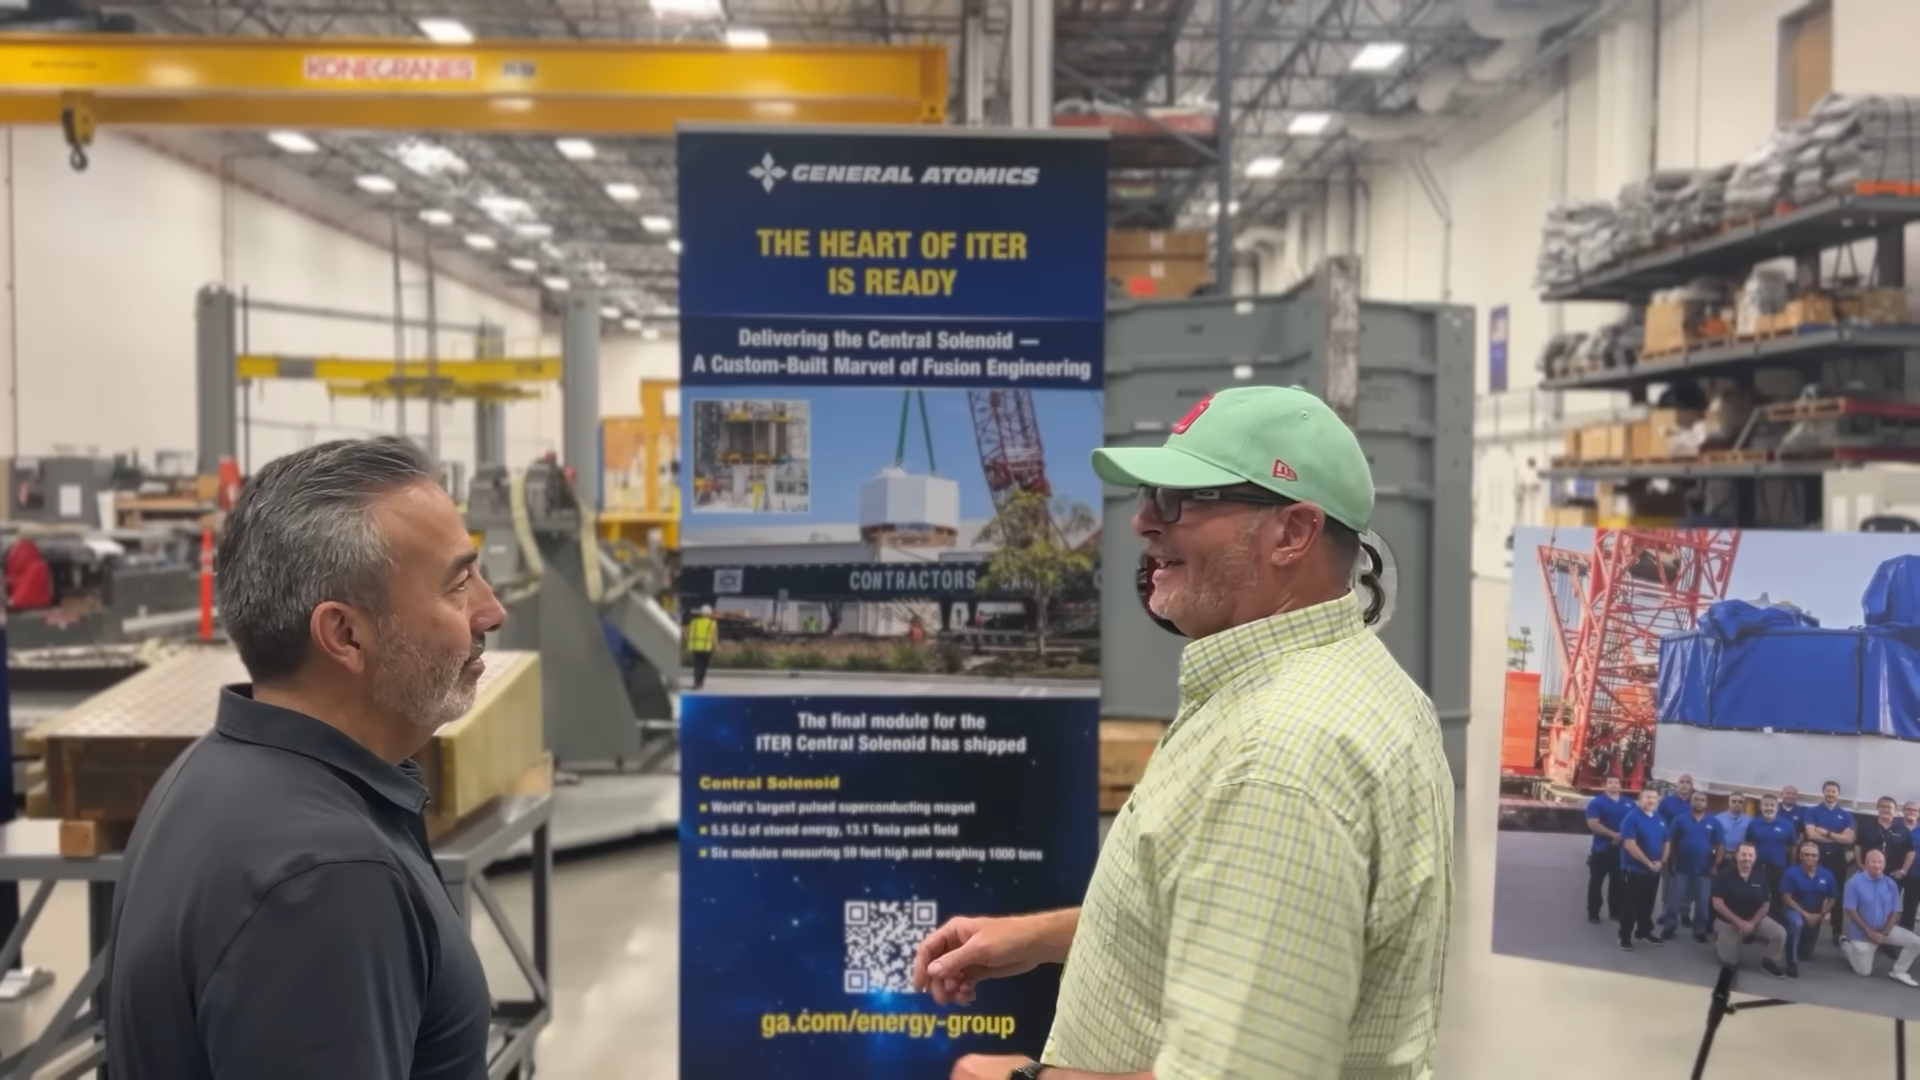 KONECRANES
GENERAL ATOMICS
THE HEART OF ITER
IS READY
Delivering the Central Solenoid —
A Custom-Built Marvel of Fusion Engineering
CONTRACTORS
The final module for the
ITER Central Solenoid has shipped
Central Solenoid
World's largest pulsed superconducting magnet
5.5 GJ of stored energy, 13.1 Tesla peak field
Six modules measuring 59 feet high and weighing 1000 tons
ga.com/energy-group